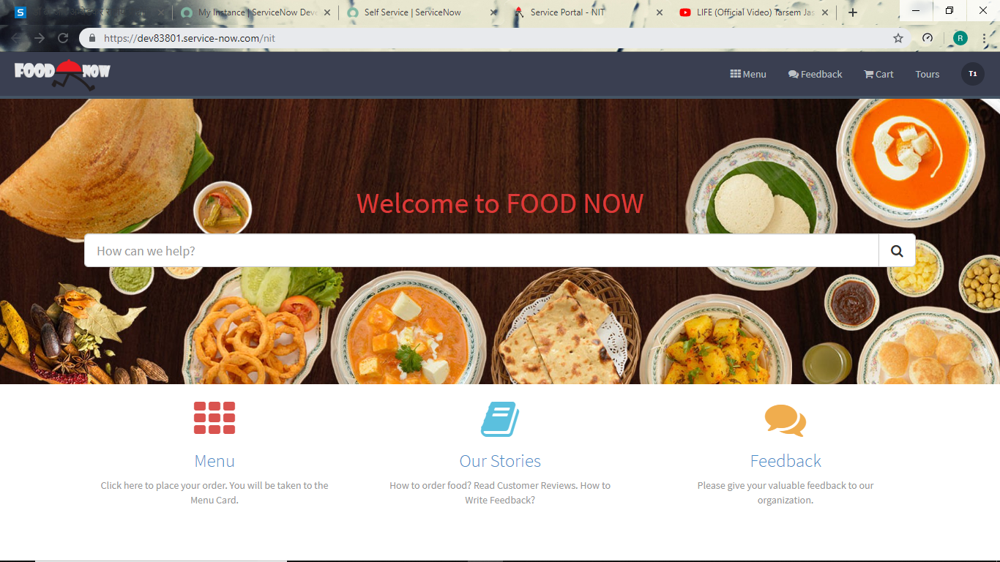 My Instance | ServiceNow Deve
Self Service | ServiceNow
Service Portal - NIT
LIFE (Official Video) Tarsem Jas
https://dev83801.service-now.com/nit
R
FOOD NOW
Menu
Feedback
Cart
Tours
T1
Welcome to FOOD NOW
How can we help?
Menu
Our Stories
Feedback
Click here to place your order. You will be taken to the
Menu Card.
How to order food? Read Customer Reviews. How to
Write Feedback?
Please give your valuable feedback to our
organization.